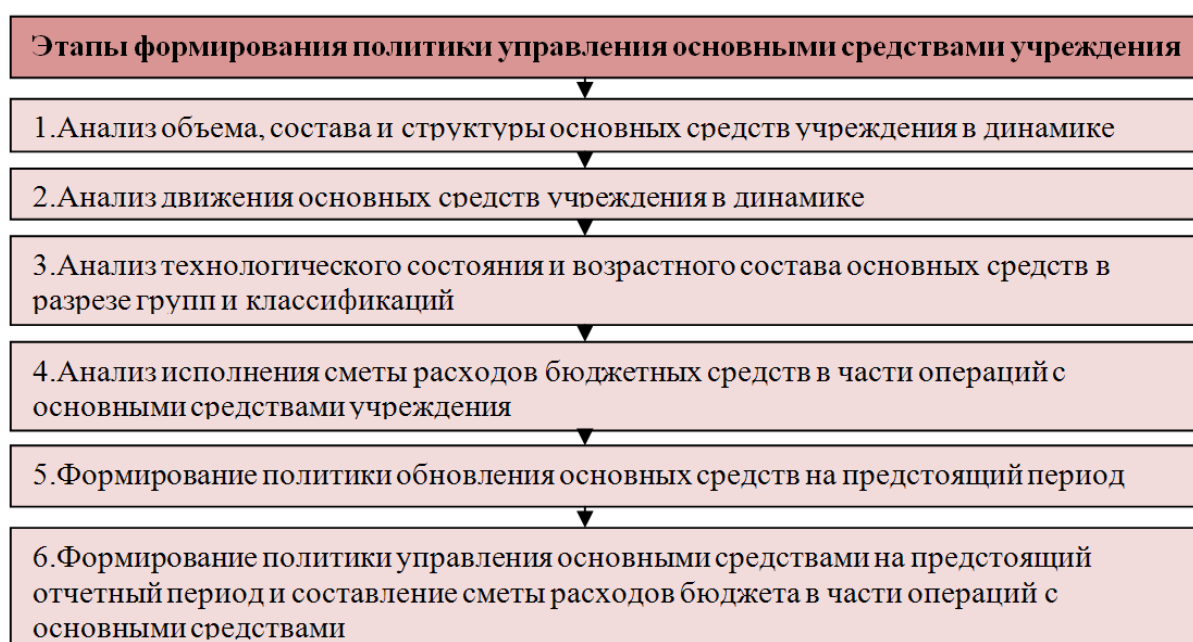 Этапы формирования политики управления основными средствами учреждения
1.Анализ объема, состава и структуры основных средств учреждения в динамике
2.Анализ движения основных средств учреждения в динамике
3.Анализ технологического состояния и возрастного состава основных средств в
разрезе групп и классификаций
4.Анализ исполнения сметы расходов бюджетных средств в части операций с
основными средствами учреждения
5.Формирование политики обновления основных средств на предстоящий период
6.Формирование политики управления основными средствами на предстоящий
отчетный период и составление сметы расходов бюджета в части операций с
основными средствами